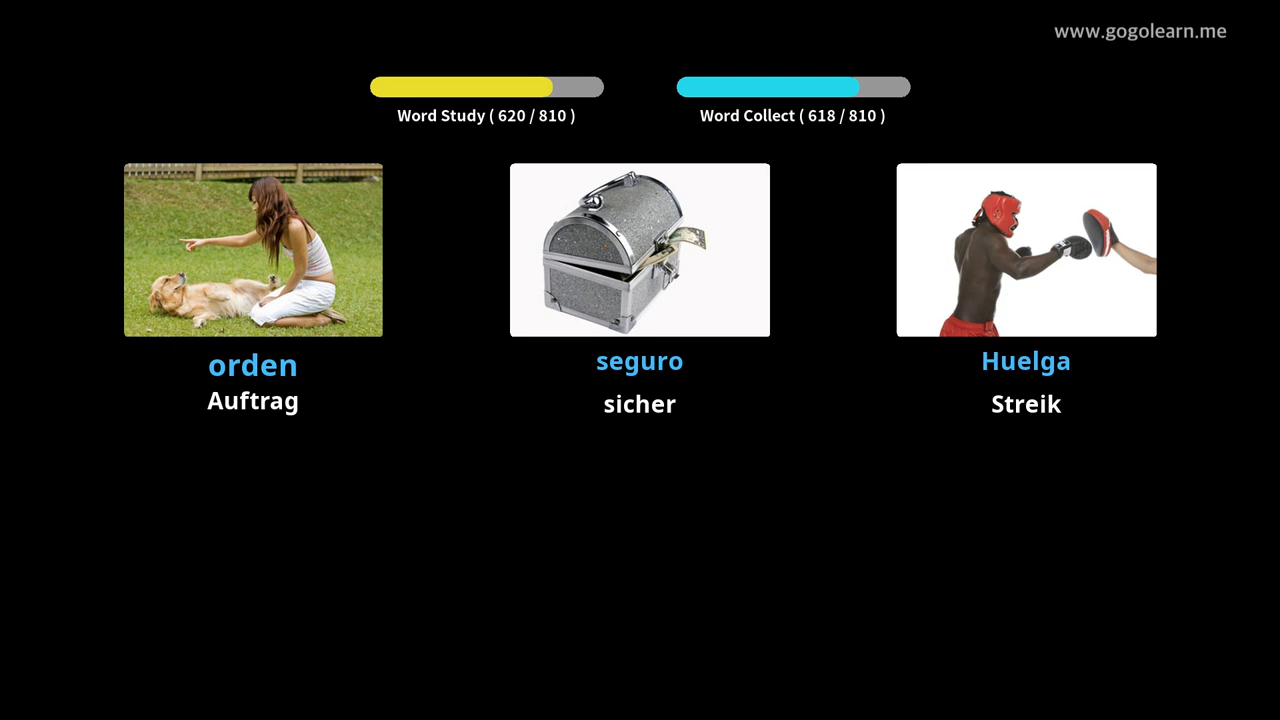 www.gogolearn.me
Word Study ( 620 / 810 )
Word Collect ( 618 / 810 )
orden
Auftrag
seguro
sicher
Huelga
Streik